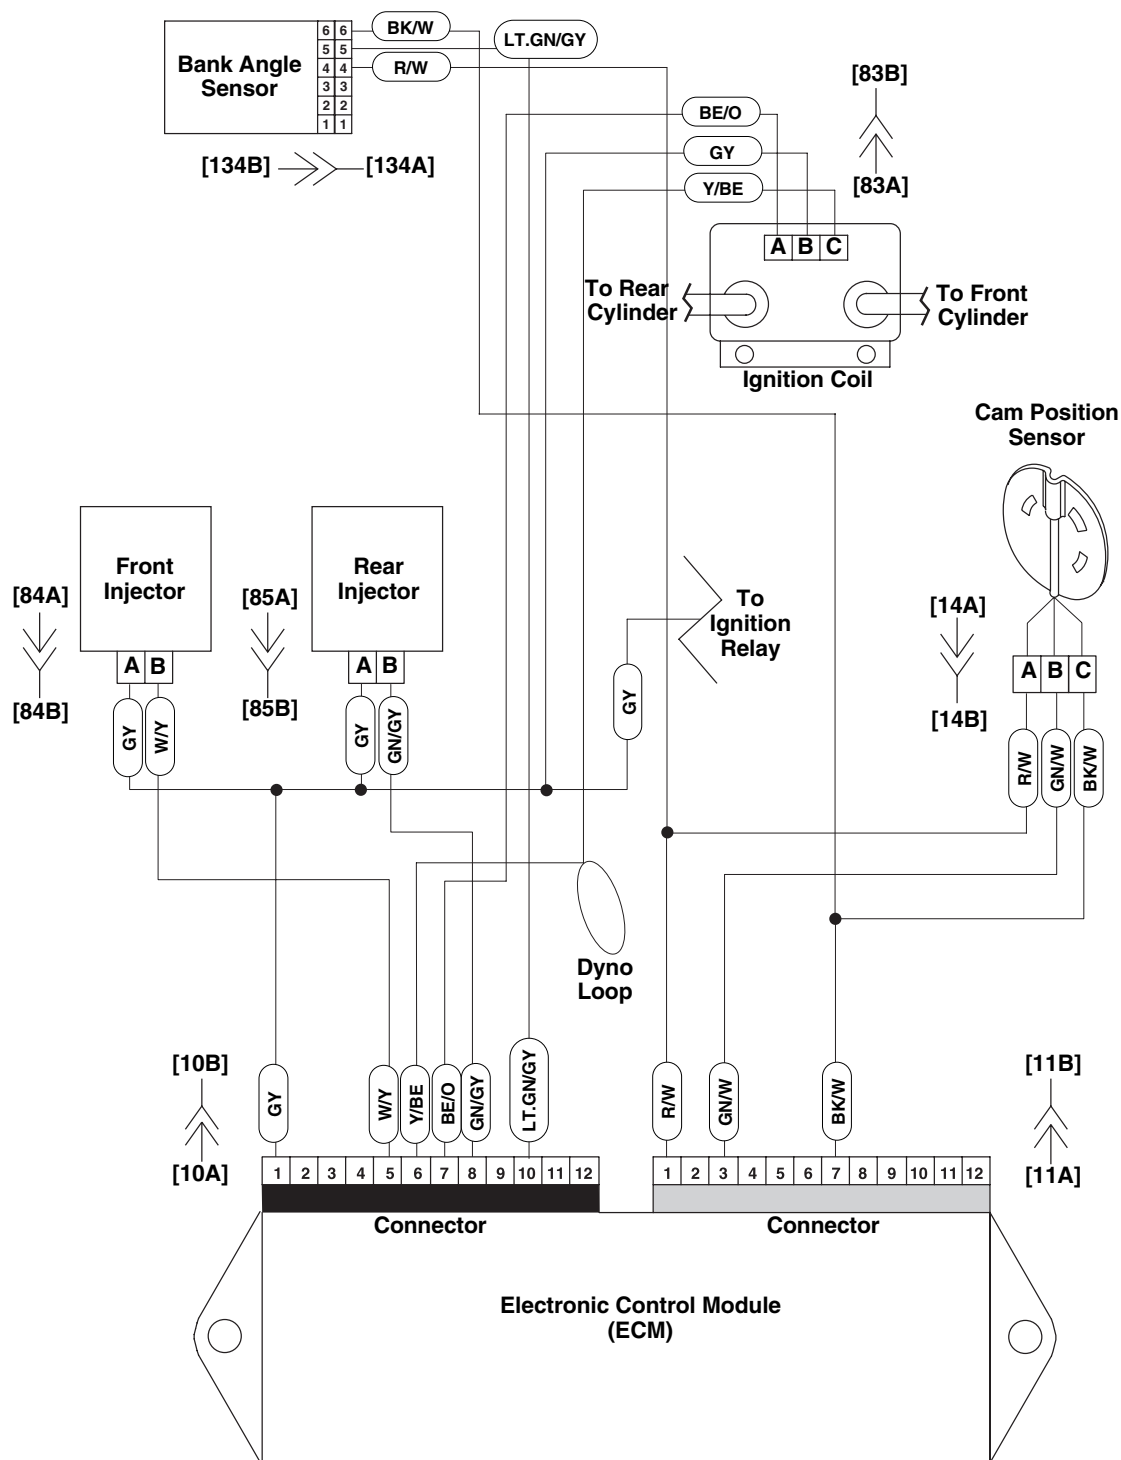 Bank Angle
Sensor
6 6
5 5
4 4
3 3
2 2
1 1
BK/W
LT.GN/GY
R/W
[134B]
[134A]
BE/O
GY
Y/BE
[83B]
[83A]
A B C
To Rear
Cylinder
To Front
Cylinder
Ignition Coil
Cam Position
Sensor
Front
Injector
Rear
Injector
[84A]
[84B]
[85A]
[85B]
A B
A B
GY
W/Y
GY
GN/GY
To
Ignition
Relay
GY
[14A]
[14B]
A B C
R/W
GN/W
BK/W
Dyno
Loop
[10B]
[10A]
GY
W/Y
Y/BE
BE/O
GN/GY
LT.GN/GY
R/W
GN/W
BK/W
[11B]
[11A]
1 2 3 4 5 6 7 8 9 10 11 12
1 2 3 4 5 6 7 8 9 10 11 12
Connector
Connector
Electronic Control Module
(ECM)